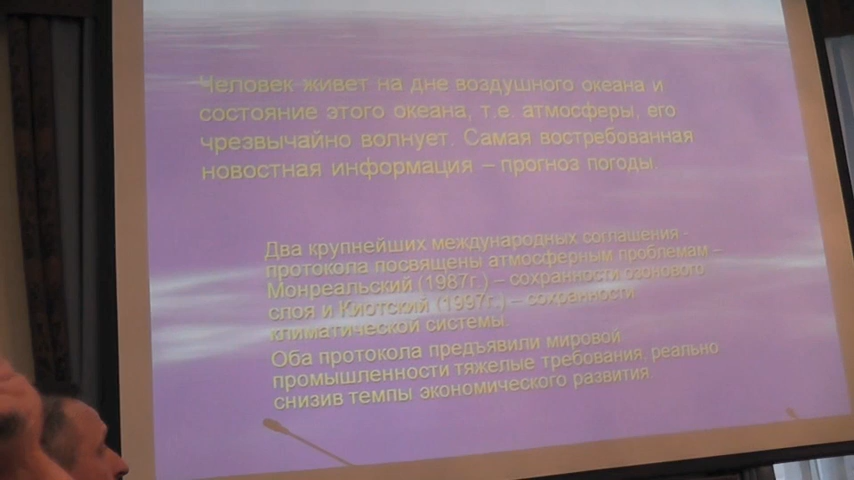 Человек живет на дне воздушного океана и
состояние этого океана, т.е. атмосферы, его
чрезвычайно волнует. Самая востребованная
новостная информация – прогноз погоды.
Два крупнейших международных соглашения -
протокола посвящены атмосферным проблемам –
Монреальский (1987г.) – сохранности озонового
слоя и Киотский (1997г.) – сохранности
климатической системы.
Оба протокола предъявили мировой
промышленности тяжелые требования, реально
снизив темпы экономического развития.